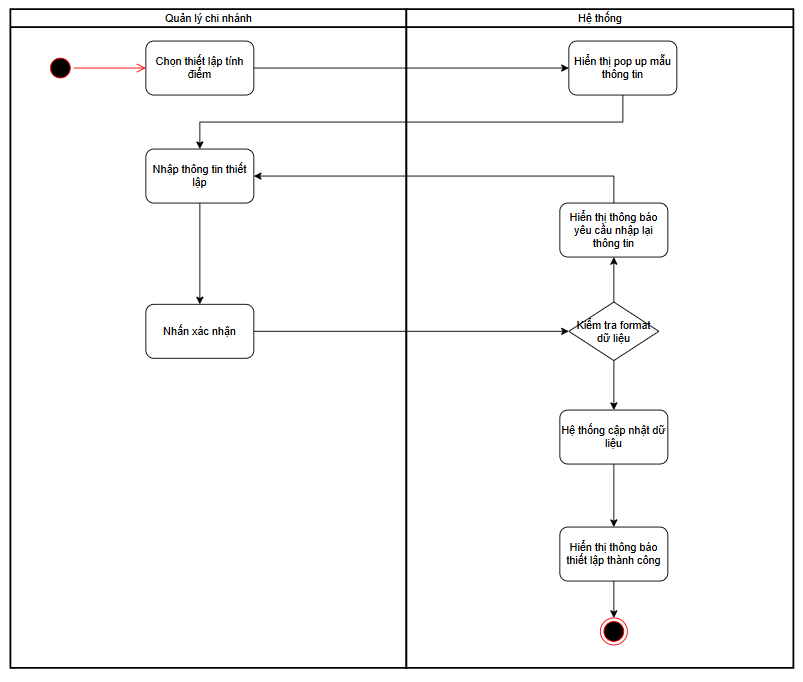 Quản lý chi nhánh
Hệ thống
Chọn thiết lập tính
điểm
Hiển thị pop up mẫu
thông tin
Nhập thông tin thiết
lập
Hiển thị thông báo
yêu cầu nhập lại
thông tin
Nhấn xác nhận
Kiểm tra format
dữ liệu
Hệ thống cập nhật dữ
liệu
Hiển thị thông báo
thiết lập thành công